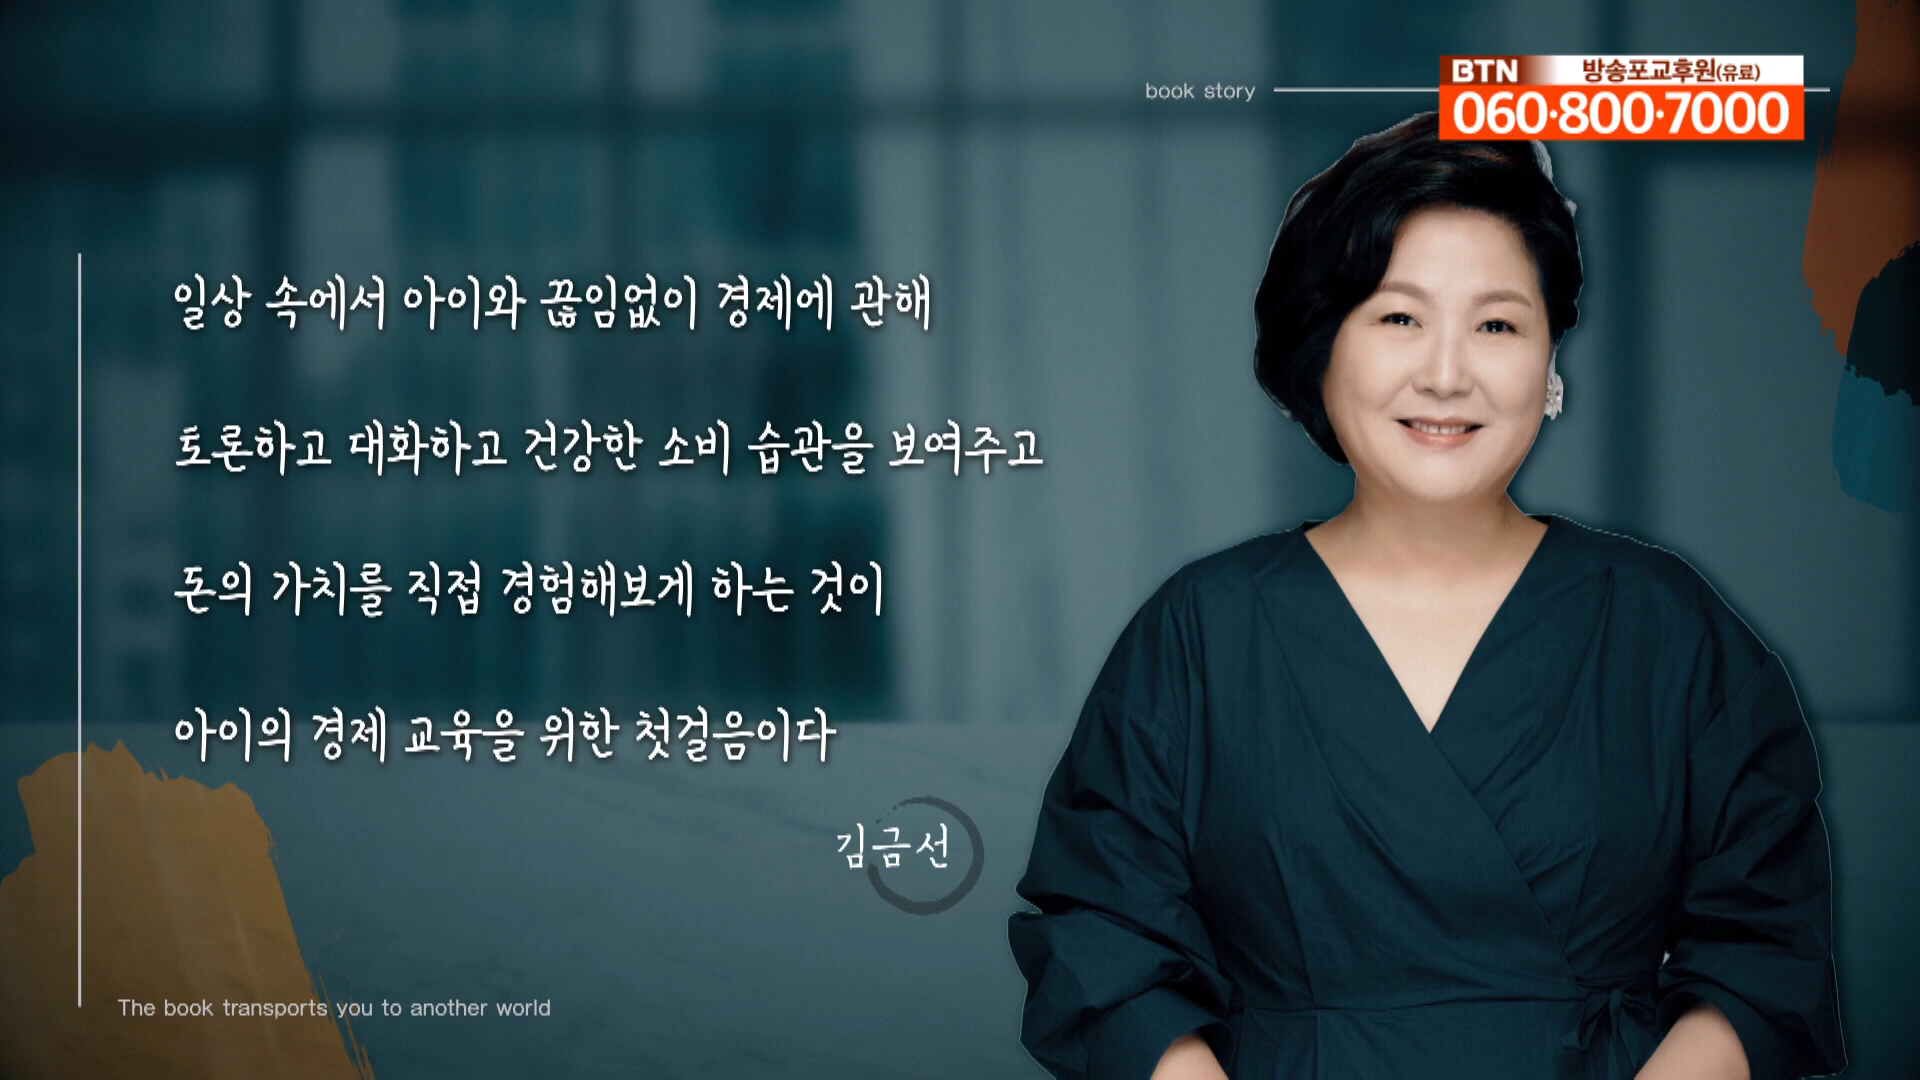 book story
BTN 방송포교후원(유료)
060·800·7000
일상 속에서 아이와 끊임없이 경제에 관해
토론하고 대화하고 건강한 소비 습관을 보여주고
돈의 가치를 직접 경험해보게 하는 것이
아이의 경제 교육을 위한 첫걸음이다
김금선
The book transports you to another world